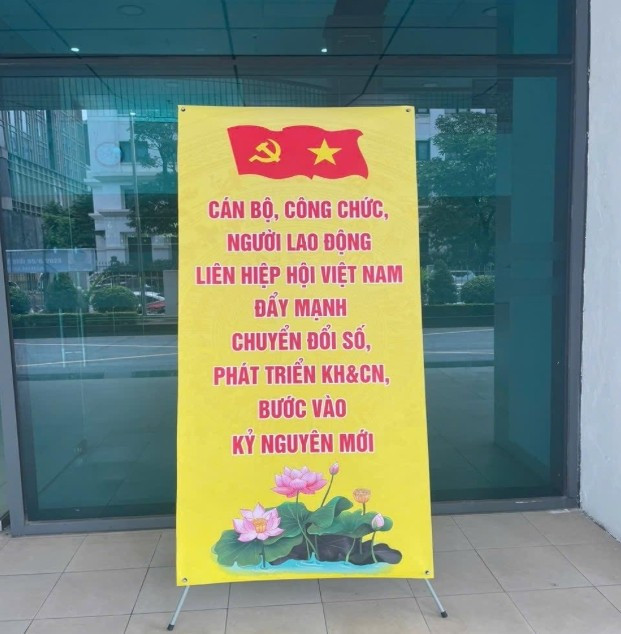 CÁN BỘ, CÔNG CHỨC,
NGƯỜI LAO ĐỘNG
LIÊN HIỆP HỘI VIỆT NAM
ĐẨY MẠNH
CHUYỂN ĐỔI SỐ,
PHÁT TRIỂN KH&CN,
BƯỚC VÀO
KỶ NGUYÊN MỚI